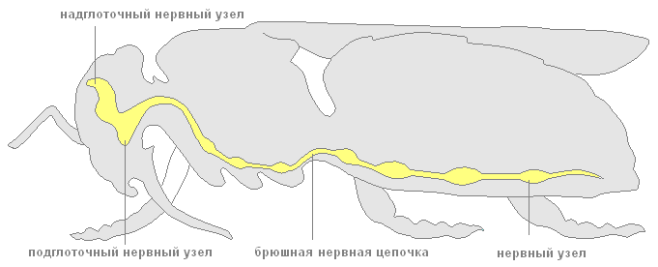 надглоточный нервный узел
подглоточный нервный узел
брюшная нервная цепочка
нервный узел